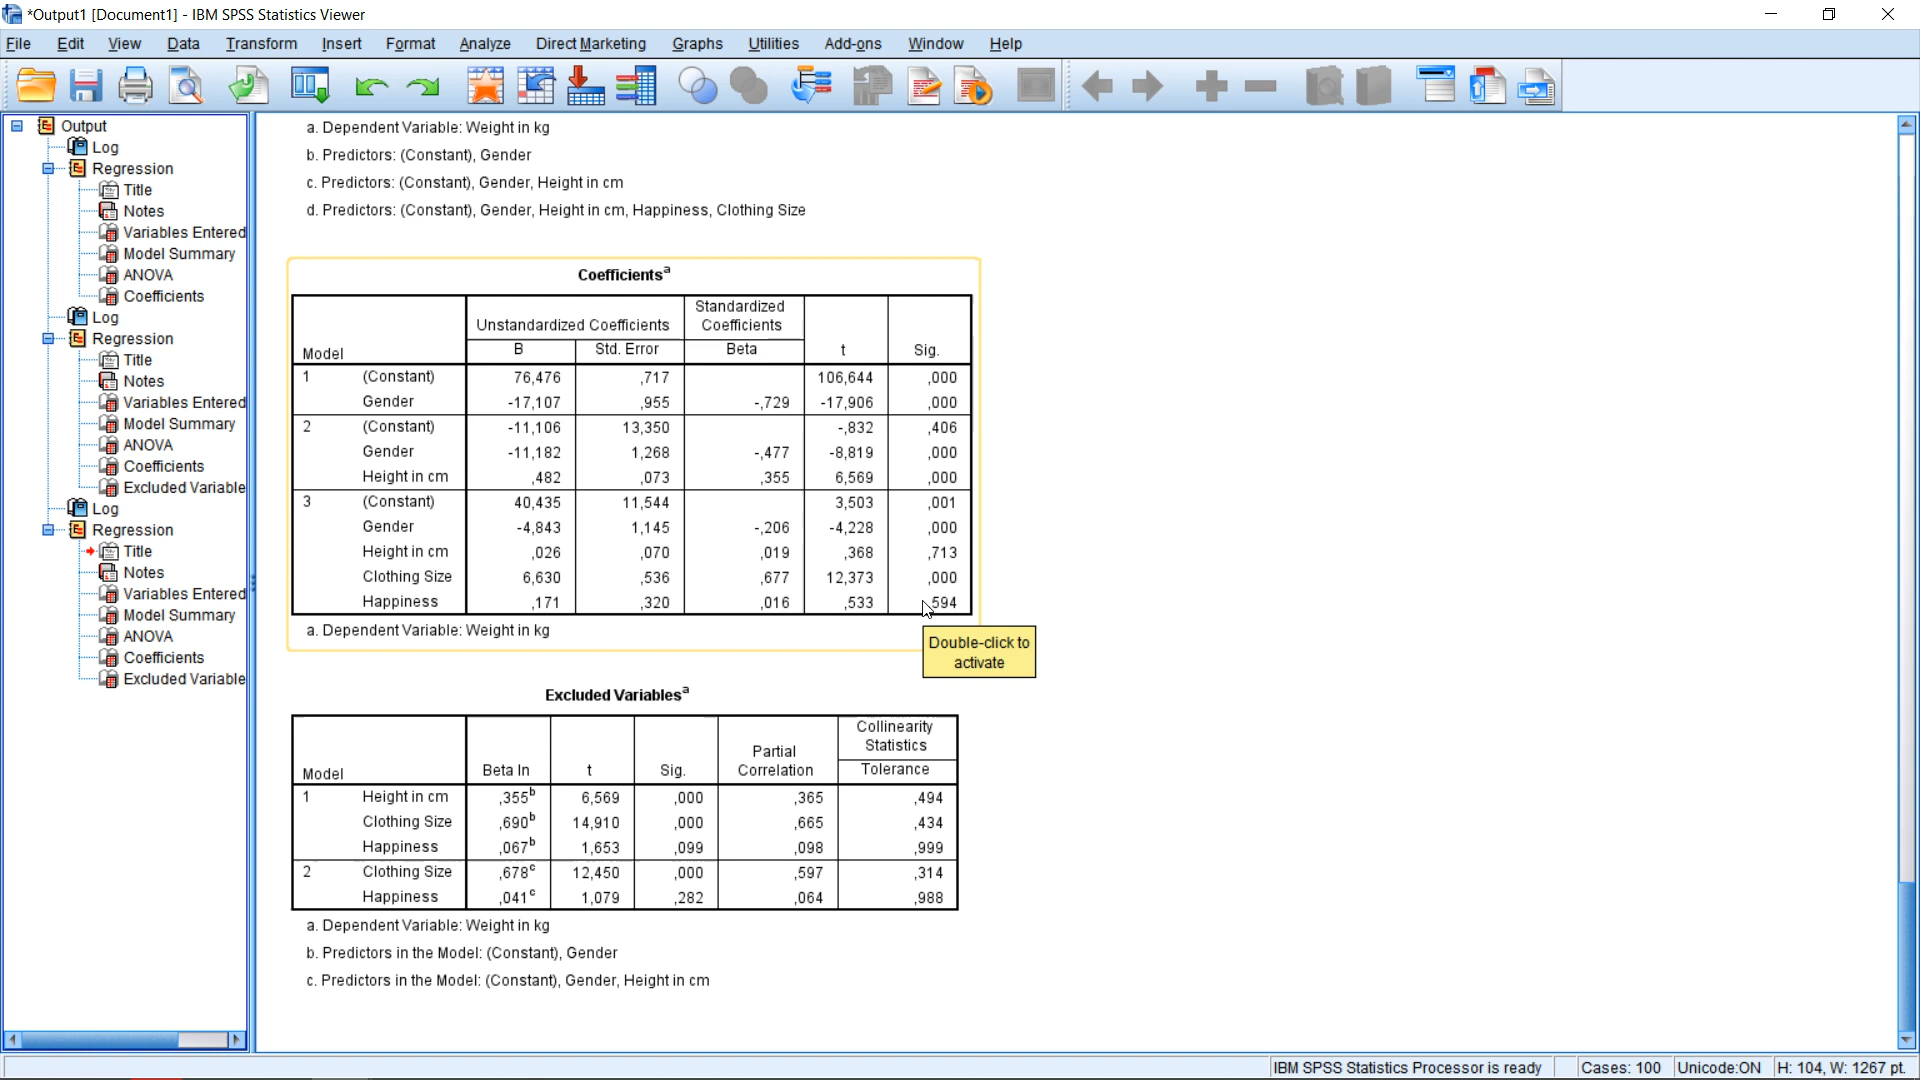 *Output1 [Document1] - IBM SPSS Statistics Viewer
File Edit View Data Transform Insert Format Analyze Direct Marketing Graphs Utilities Add-ons Window Help
Output
Log
Regression
Title
Notes
Variables Entered
Model Summary
ANOVA
Coefficients
Log
Regression
Title
Notes
Variables Entered
Model Summary
ANOVA
Coefficients
Excluded Variable
Log
Regression
Title
Notes
Variables Entered
Model Summary
ANOVA
Coefficients
Excluded Variable
a. Dependent Variable: Weight in kg
b. Predictors: (Constant), Gender
c. Predictors: (Constant), Gender, Height in cm
d. Predictors: (Constant), Gender, Height in cm, Happiness, Clothing Size
Coefficientsᵃ
Model Unstandardized Coefficients Standardized Coefficients t Sig.
B Std. Error Beta
1 (Constant) 76,476 ,717 106,644 ,000
Gender -17,107 ,955 -,729 -17,906 ,000
2 (Constant) -11,106 13,350 -,832 ,406
Gender -11,182 1,268 -,477 -8,819 ,000
Height in cm ,482 ,073 ,355 6,569 ,000
3 (Constant) 40,435 11,544 3,503 ,001
Gender -4,843 1,145 -,206 -4,228 ,000
Height in cm ,026 ,070 ,019 ,368 ,713
Clothing Size 6,630 ,536 ,677 12,373 ,000
Happiness ,171 ,320 ,016 ,533 ,594
a. Dependent Variable: Weight in kg
Double-click to
activate
Excluded Variablesᵃ
Model Beta In t Sig. Partial Correlation Collinearity Statistics
Tolerance
1 Height in cm ,355ᵇ 6,569 ,000 ,365 ,494
Clothing Size ,690ᵇ 14,910 ,000 ,665 ,434
Happiness ,067ᵇ 1,653 ,099 ,098 ,999
2 Clothing Size ,678ᶜ 12,450 ,000 ,597 ,314
Happiness ,041ᶜ 1,079 ,282 ,064 ,988
a. Dependent Variable: Weight in kg
b. Predictors in the Model: (Constant), Gender
c. Predictors in the Model: (Constant), Gender, Height in cm
IBM SPSS Statistics Processor is ready Cases: 100 Unicode:ON H: 104, W: 1267 pt.